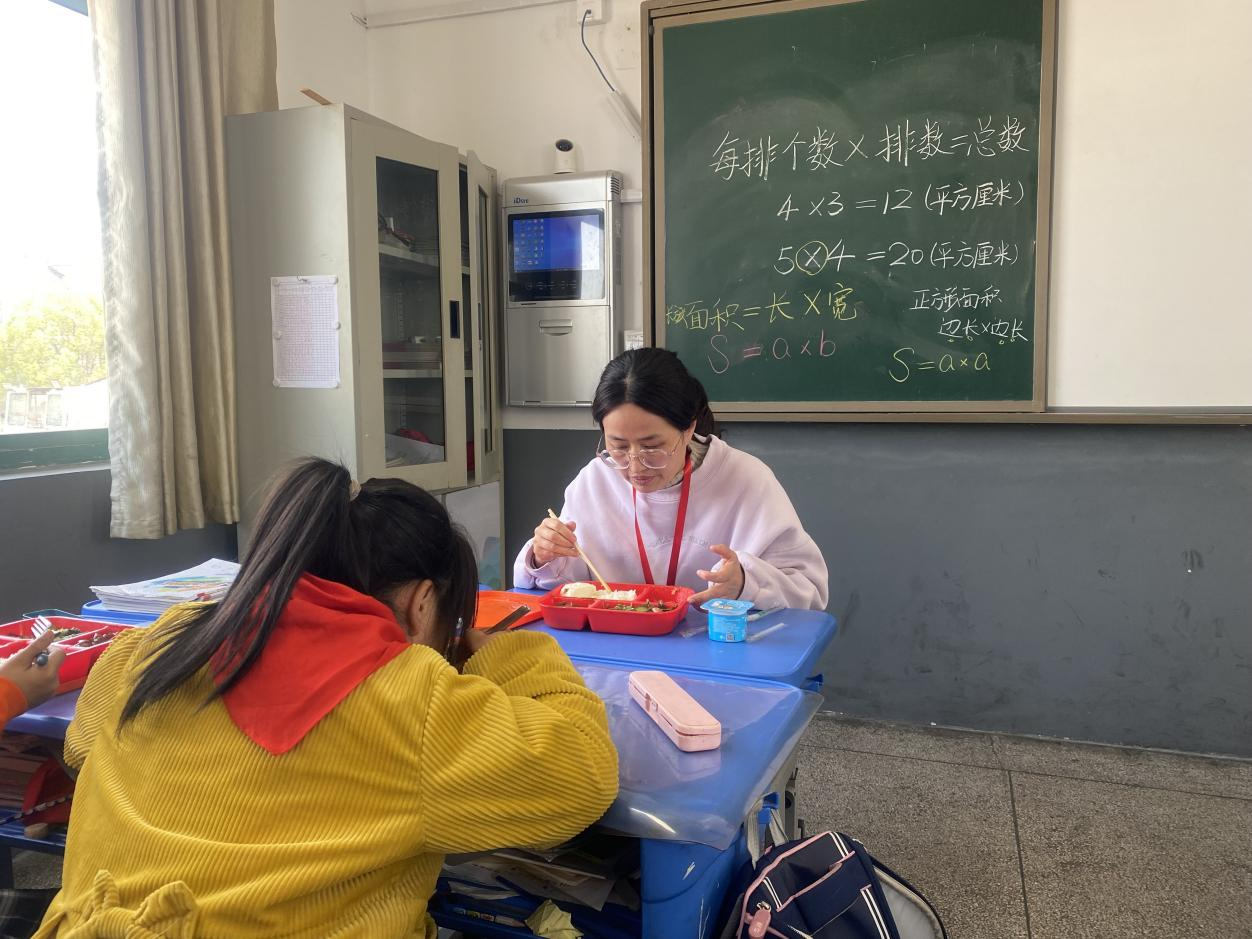 iDive
每排个数×排数=总数
4×3=12(平方厘米)
5×4=20(平方厘米)
面积=长×宽
S=a×b
正方形面积
边长×边长
S=a×a